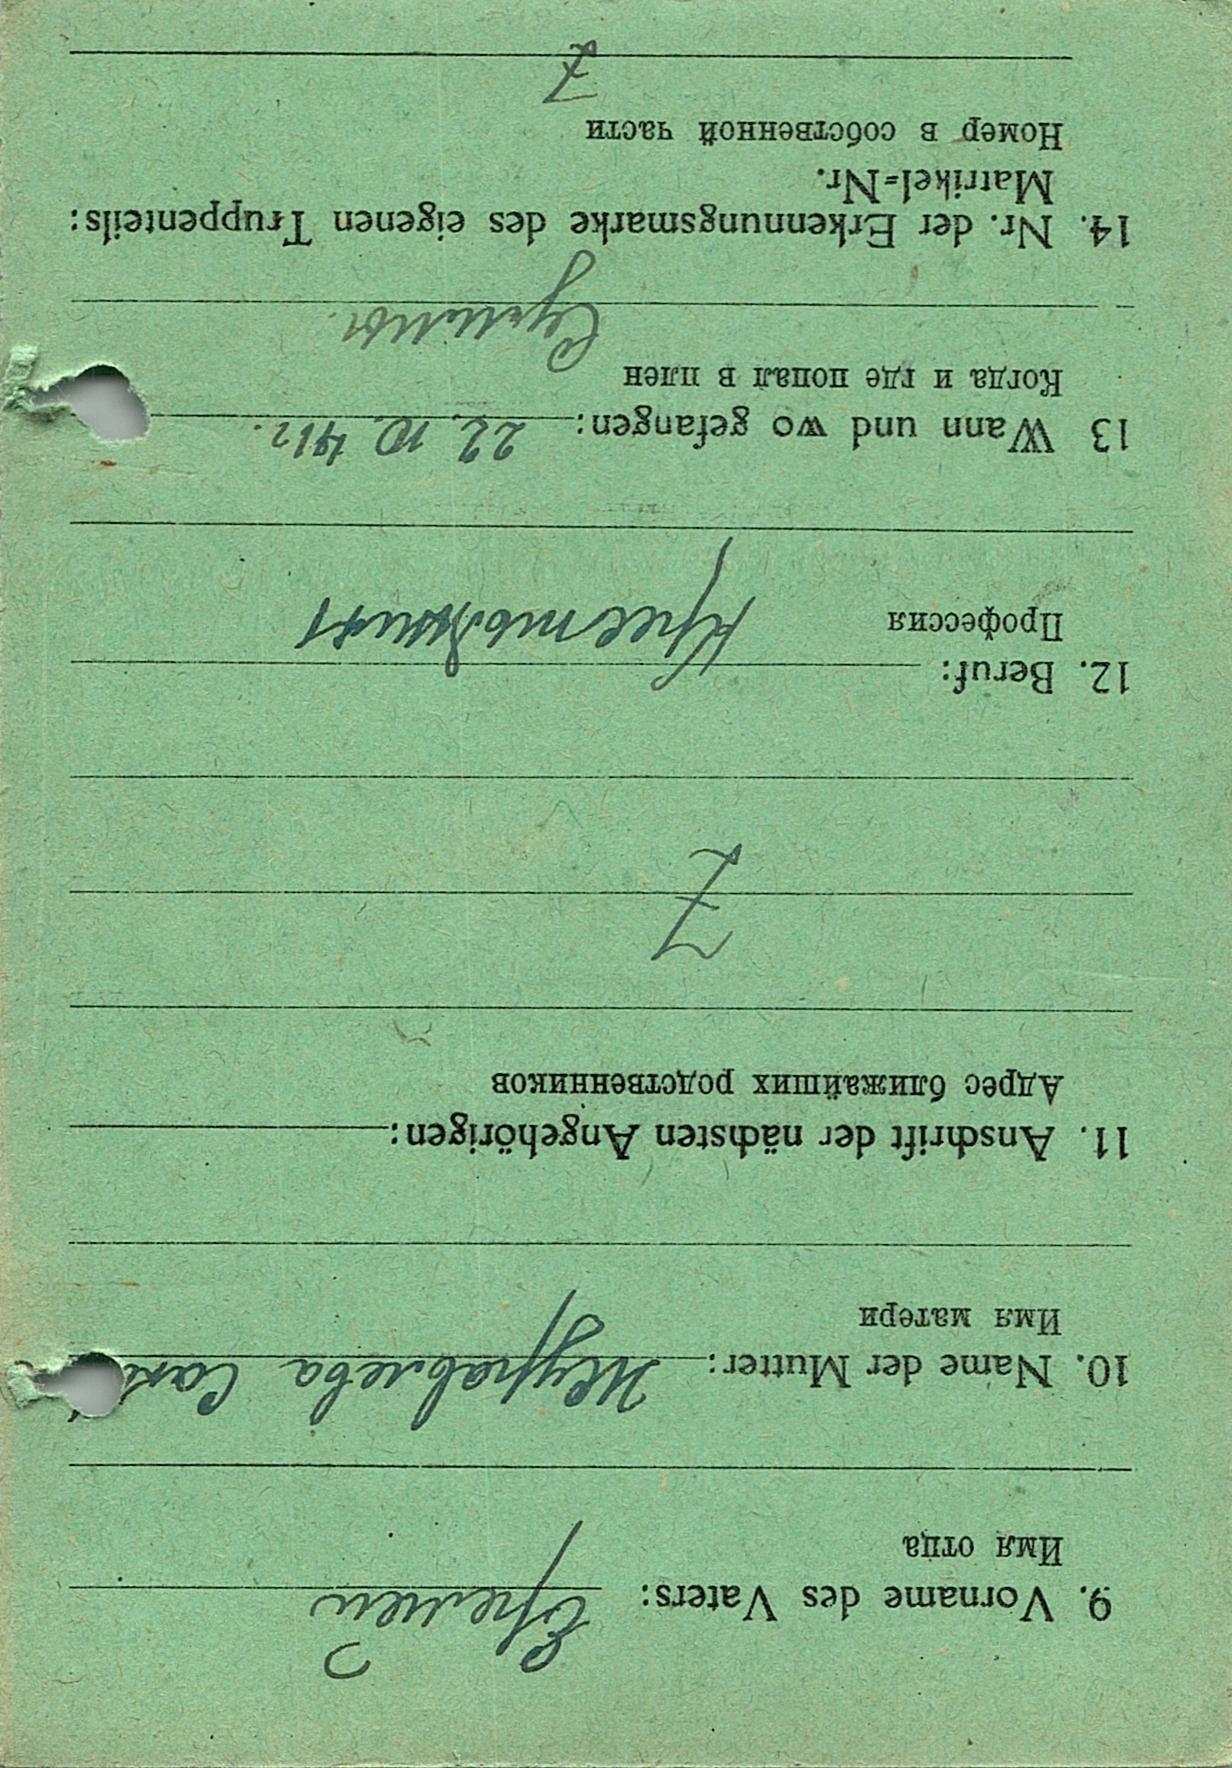 9. Vorname des Vaters: Еремей
Имя отца
10. Name der Mutter: Журавлева
Имя матери
11. Anschrift der nächsten Angehörigen:
Адрес ближайших родственников
12. Beruf:
Профессия
13 Wann und wo gefangen: 22. 10. 41 г.
Когда и где попал в плен
14. Nr. der Erkennungsmarke des eigenen Truppenteils:
Matrikel=Nr.
Номер в собственной части